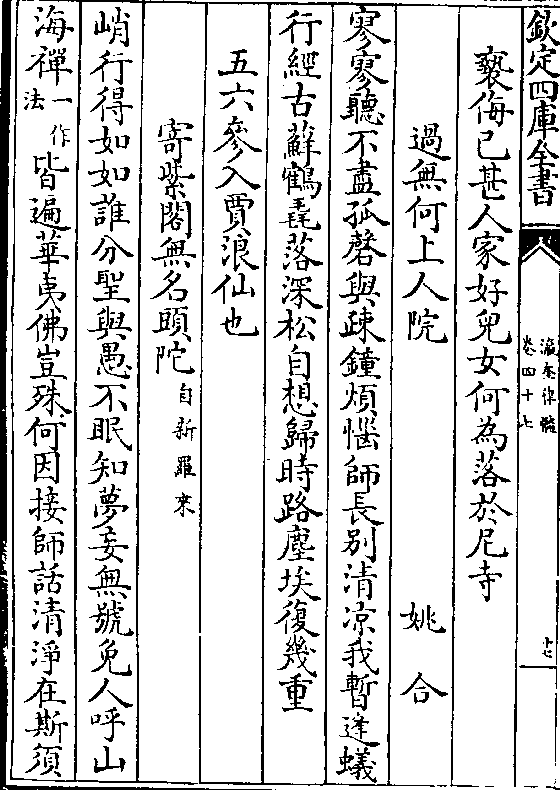 欽定四庫全書
瀛奎律髓
卷四十七
十七
褻侮已甚人家好兒女何為落於尼寺
過無何上人院 姚合
寥寥聽不盡孤磬與疎鐘煩惱師長别清凉我暫逢蟻
行經古蘚鶴毳落深松自想歸時路塵埃復幾重
五六參入賈浪仙也
寄紫閣無名頭陀自新羅来
峭行得如如誰分聖與愚不眠知夢妄無號免人呼山
海禪一作法皆遍華夷佛豈殊何因接師話清淨在斯須